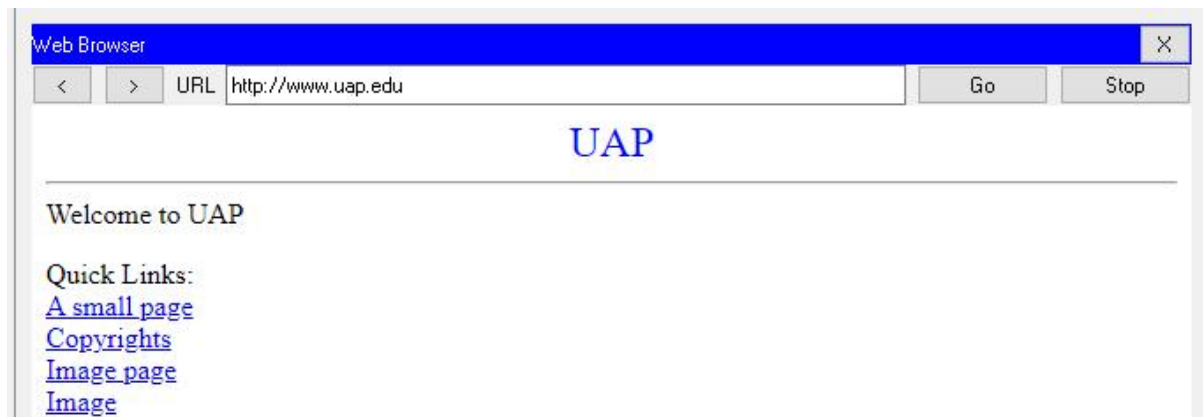 Web Browser X
< > URL http://www.uap.edu Go Stop
UAP
Welcome to UAP
Quick Links:
A small page
Copyrights
Image page
Image